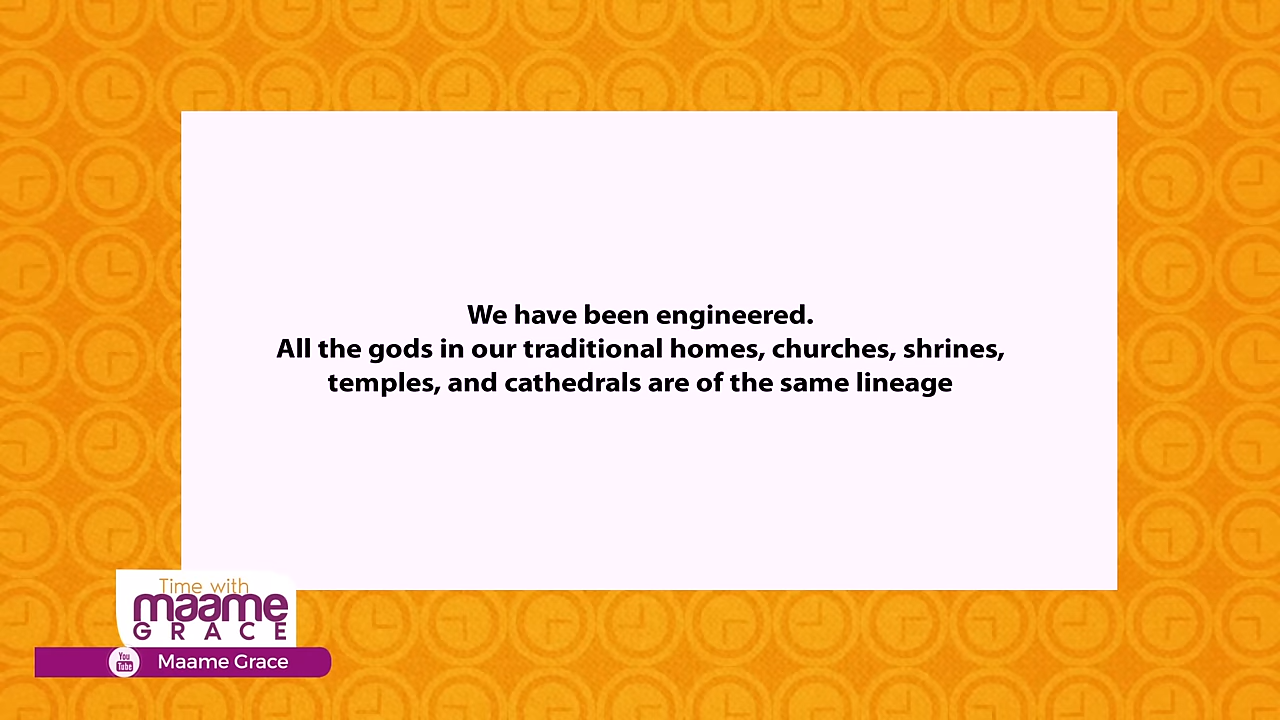 We have been engineered.
All the gods in our traditional homes, churches, shrines,
temples, and cathedrals are of the same lineage
Time with
maame
GRACE
You
Tube
Maame Grace